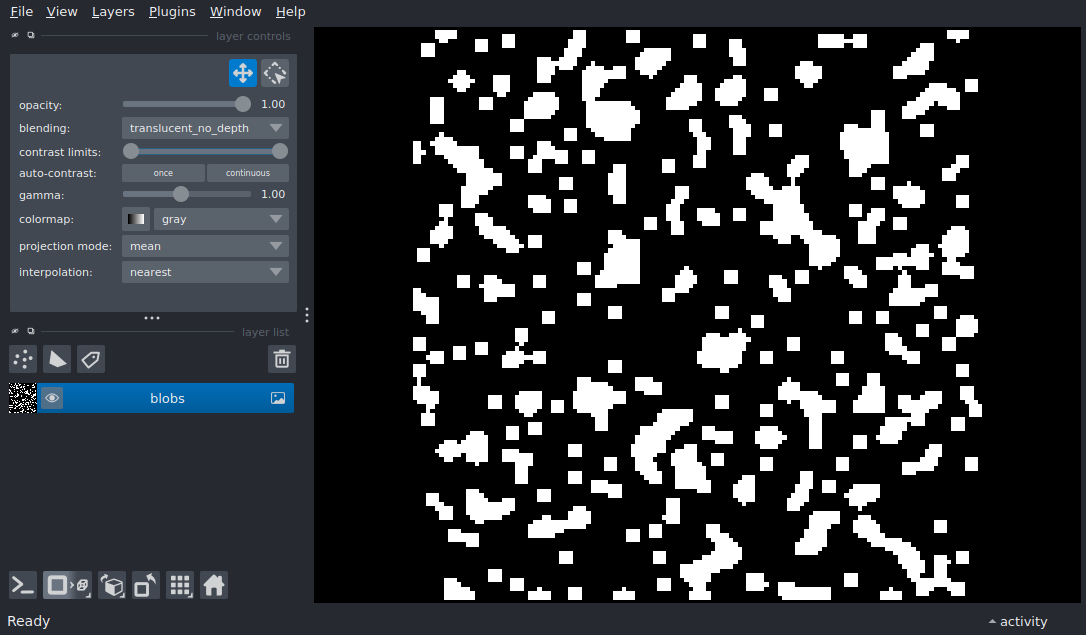 File View Layers Plugins Window Help
layer controls
opacity: 1.00
blending: translucent_no_depth
contrast limits:
auto-contrast: once continuous
gamma: 1.00
colormap: gray
projection mode: mean
interpolation: nearest
layer list
blobs
Ready
activity